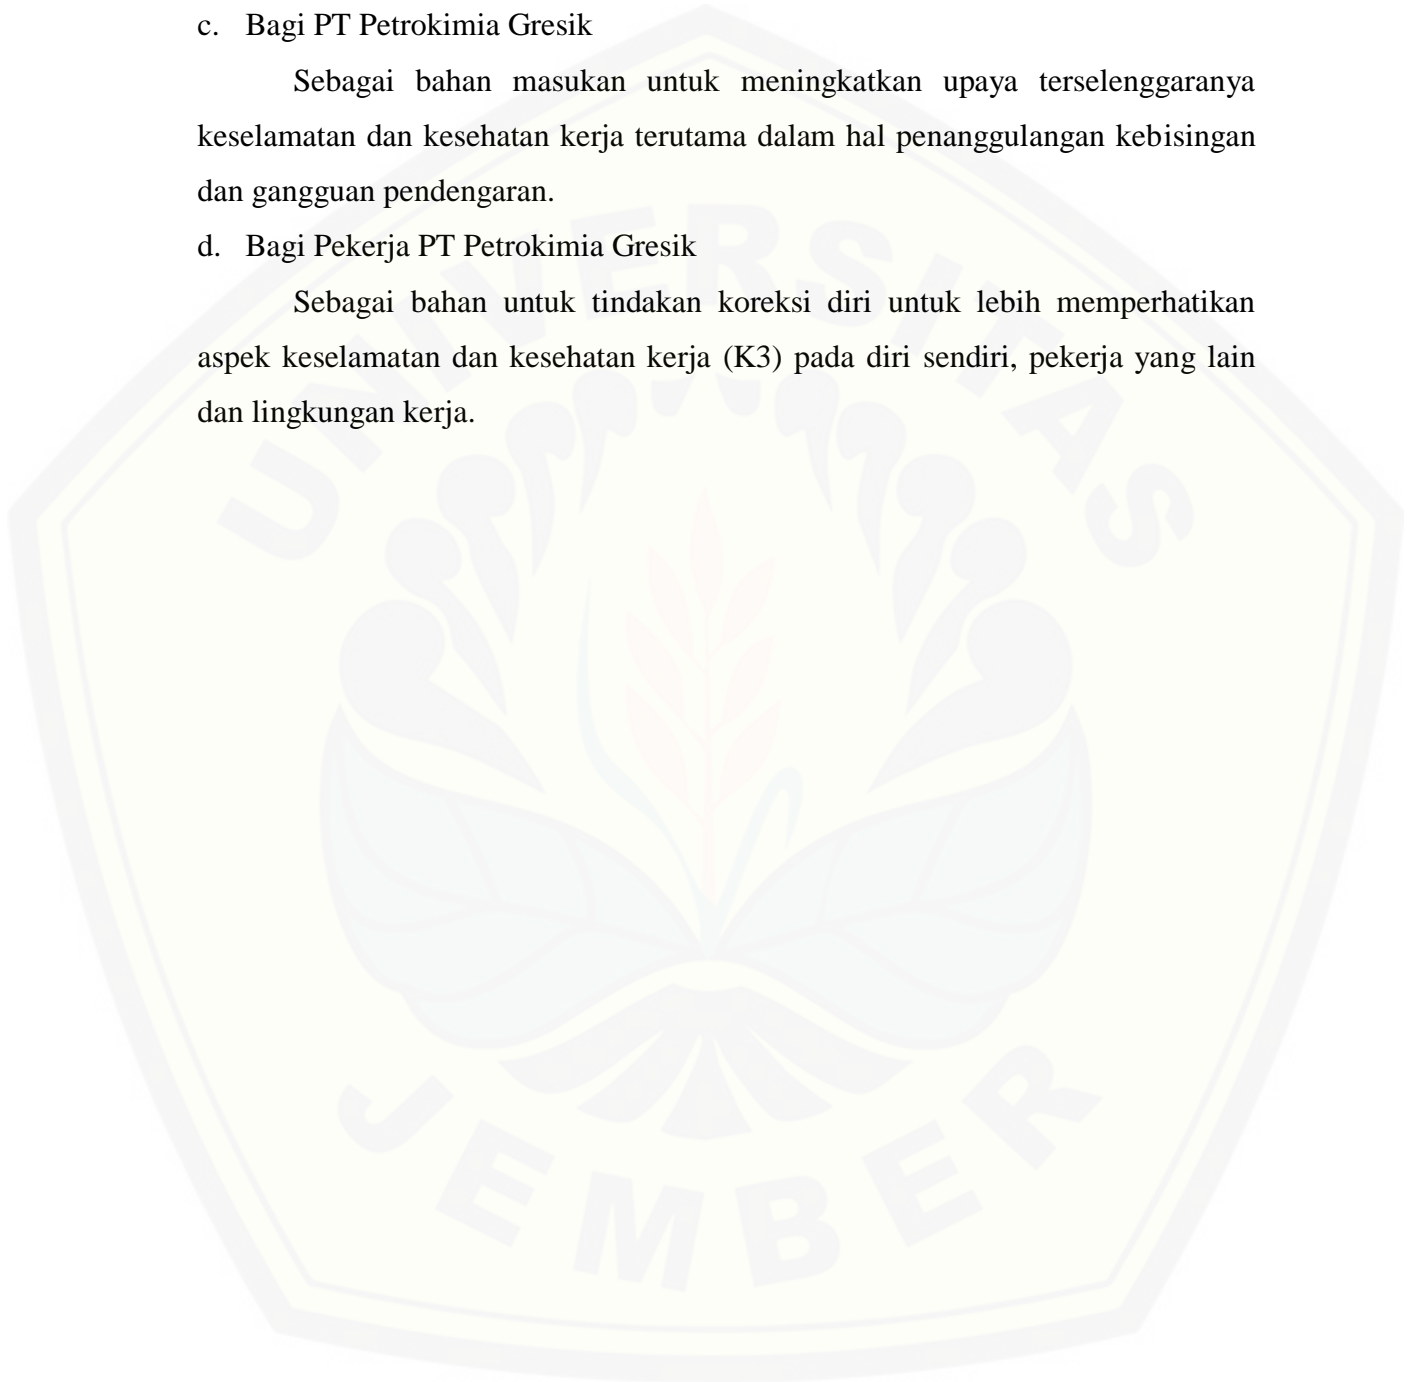 c. Bagi PT Petrokimia Gresik
Sebagai bahan masukan untuk meningkatkan upaya terselenggaranya
keselamatan dan kesehatan kerja terutama dalam hal penanggulangan kebisingan
dan gangguan pendengaran.
d. Bagi Pekerja PT Petrokimia Gresik
Sebagai bahan untuk tindakan koreksi diri untuk lebih memperhatikan
aspek keselamatan dan kesehatan kerja (K3) pada diri sendiri, pekerja yang lain
dan lingkungan kerja.
UNIVERSITAS
JEMBER